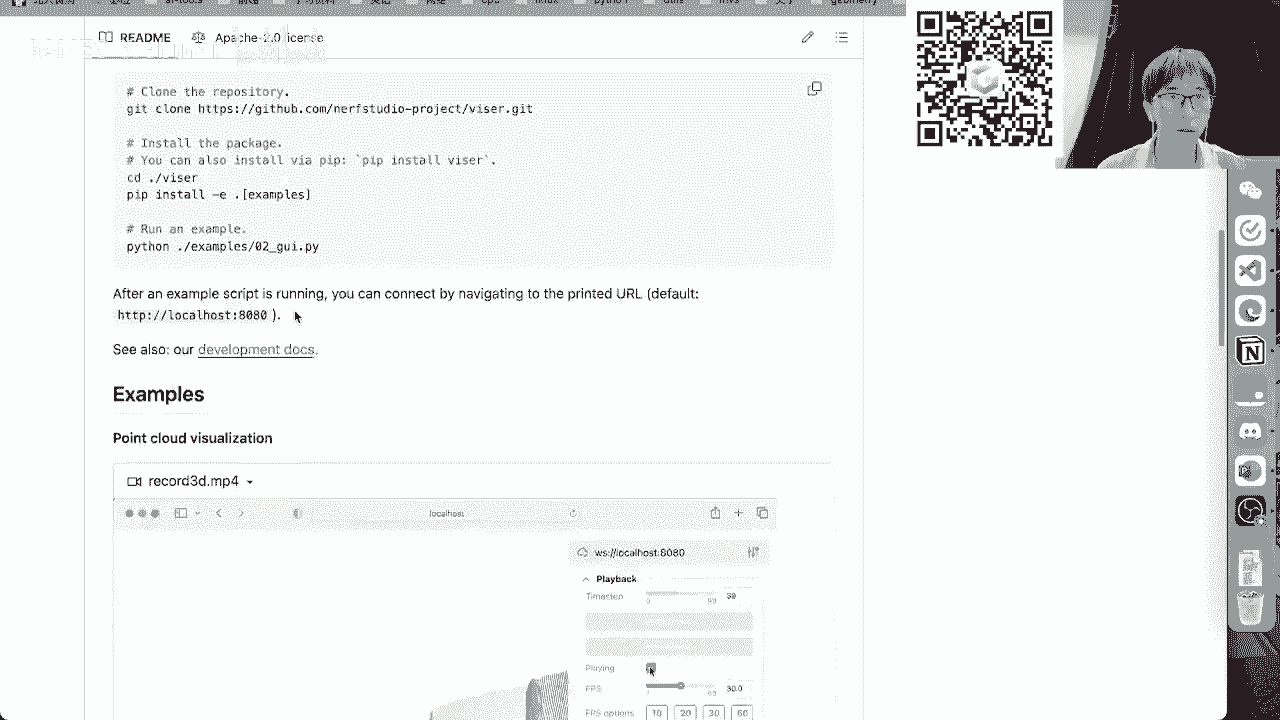 README
Apache-2.0 license
# Clone the repository.
git clone https://github.com/nerfstudio-project/viser.git
# Install the package.
# You can also install via pip: `pip install viser`.
cd ./viser
pip install -e .[examples]
# Run an example.
python ./examples/02_gui.py
After an example script is running, you can connect by navigating to the printed URL (default:
http://localhost:8080 ).
See also: our development docs.
Examples
Point cloud visualization
record3d.mp4
localhost
ws://localhost:8080
Playback
Timestep
39
Playing
FPS
30.0
FPS options
10 20 30 60